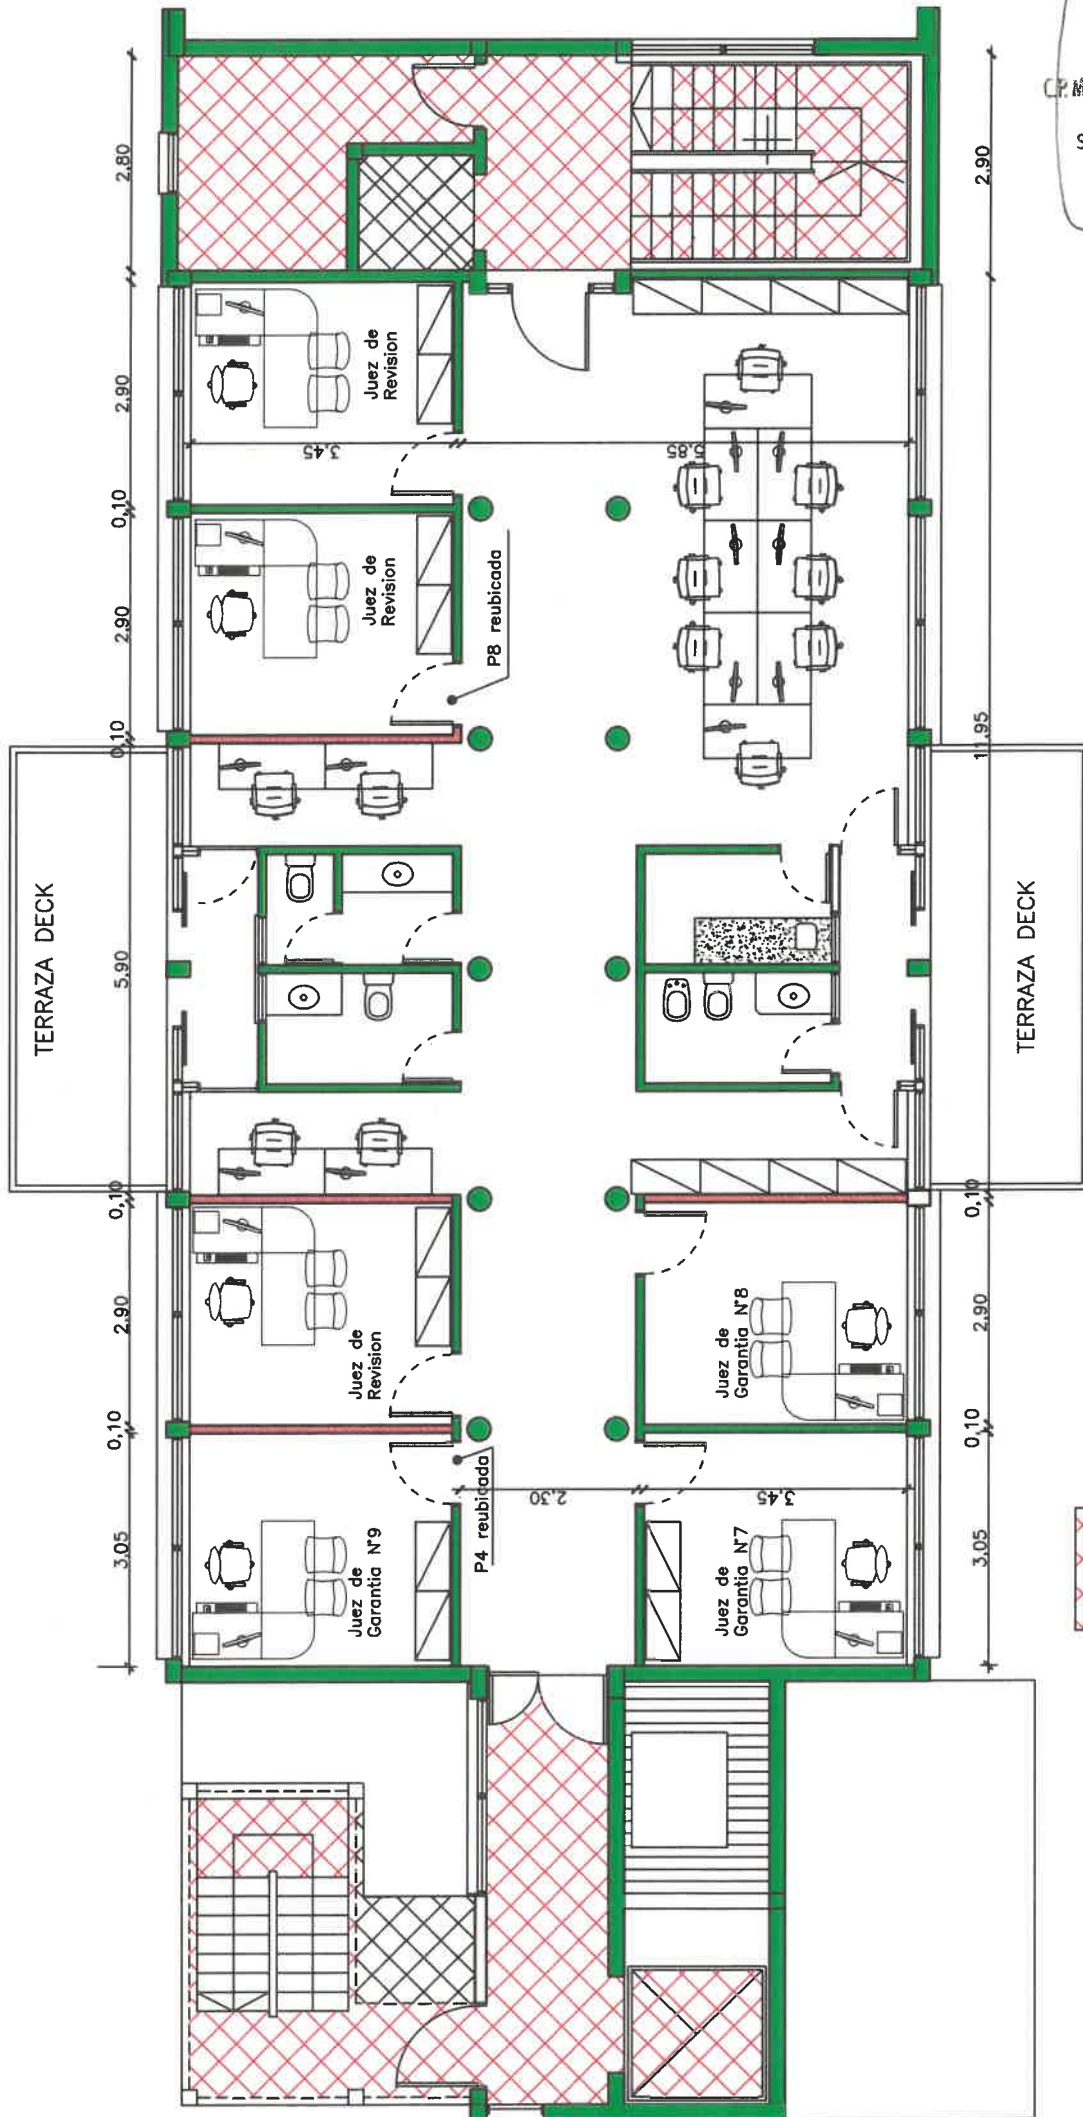 2,80
2,90
0,10
2,90
0,10
5,90
0,10
2,90
0,10
3,05
TERRAZA DECK
Juez de
Revision
3,45
5,85
Juez de
Revision
P8 reubicada
Juez de
Revision
Juez de
Garantia N°9
P4 reubicada
2,30
3,45
Juez de
Garantia N°8
Juez de
Garantia N°7
2,90
11,95
0,10
2,90
0,10
3,05
TERRAZA DECK